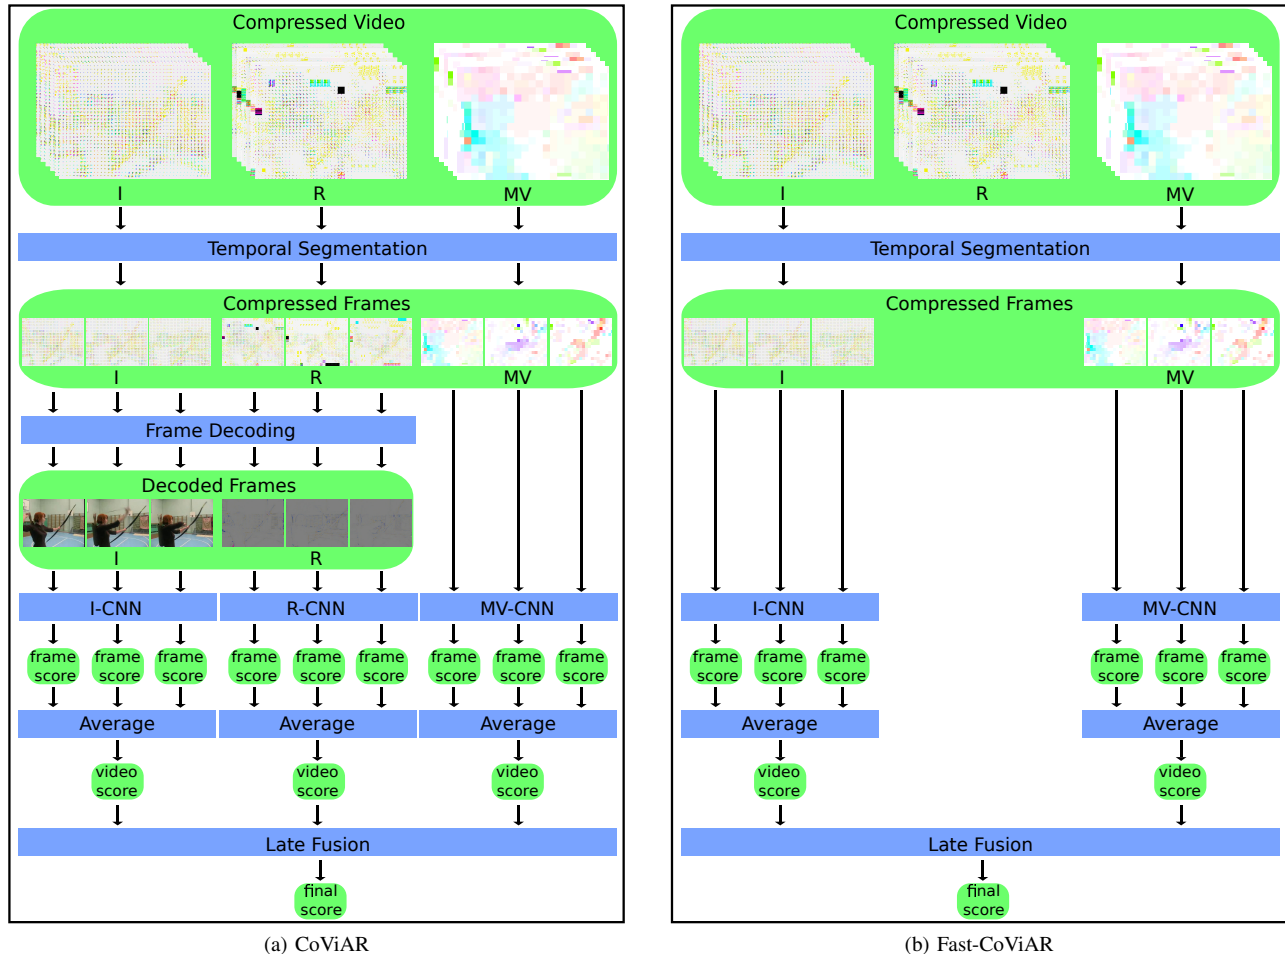 Compressed Video
I R MV
Temporal Segmentation
Compressed Frames
I R MV
Frame Decoding
Decoded Frames
I R
I-CNN R-CNN MV-CNN
frame frame frame frame frame frame frame frame frame
score score score score score score score score score
Average Average Average
video video video
score score score
Late Fusion
final
score
(a) CoViAR
Compressed Video
I R MV
Temporal Segmentation
Compressed Frames
I MV
I-CNN MV-CNN
frame frame frame frame frame frame
score score score score score score
Average Average
video video
score score
Late Fusion
final
score
(b) Fast-CoViAR